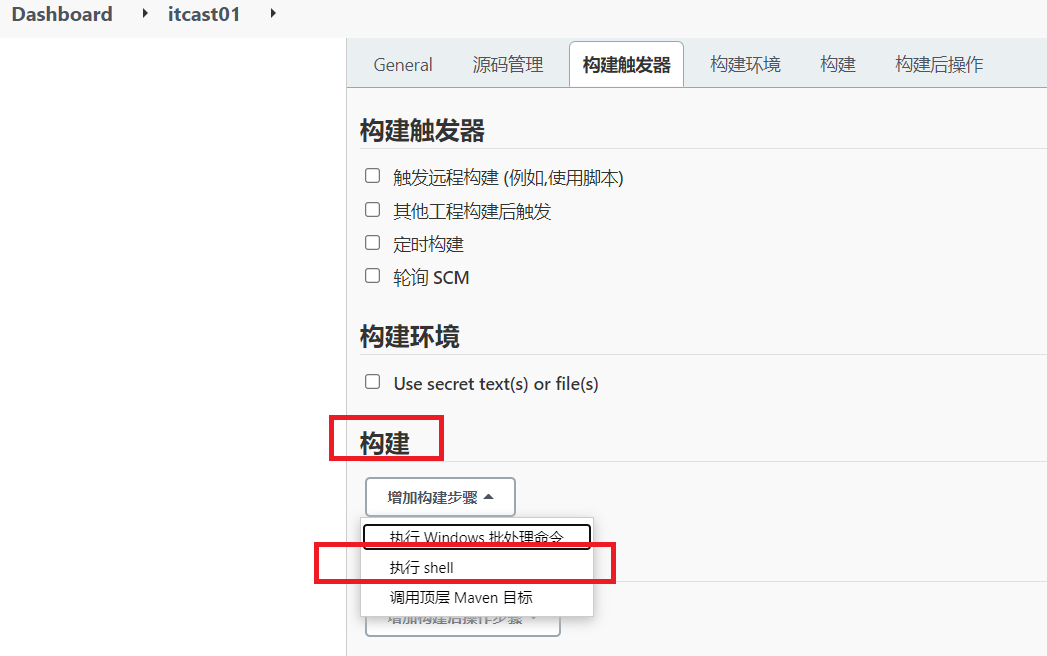 Dashboard itcast01
General 源码管理 构建触发器 构建环境 构建 构建后操作
构建触发器
触发远程构建 (例如,使用脚本)
其他工程构建后触发
定时构建
轮询 SCM
构建环境
Use secret text(s) or file(s)
构建
增加构建步骤
执行 Windows 批处理命令
执行 shell
调用顶层 Maven 目标
增加构建后操作步骤